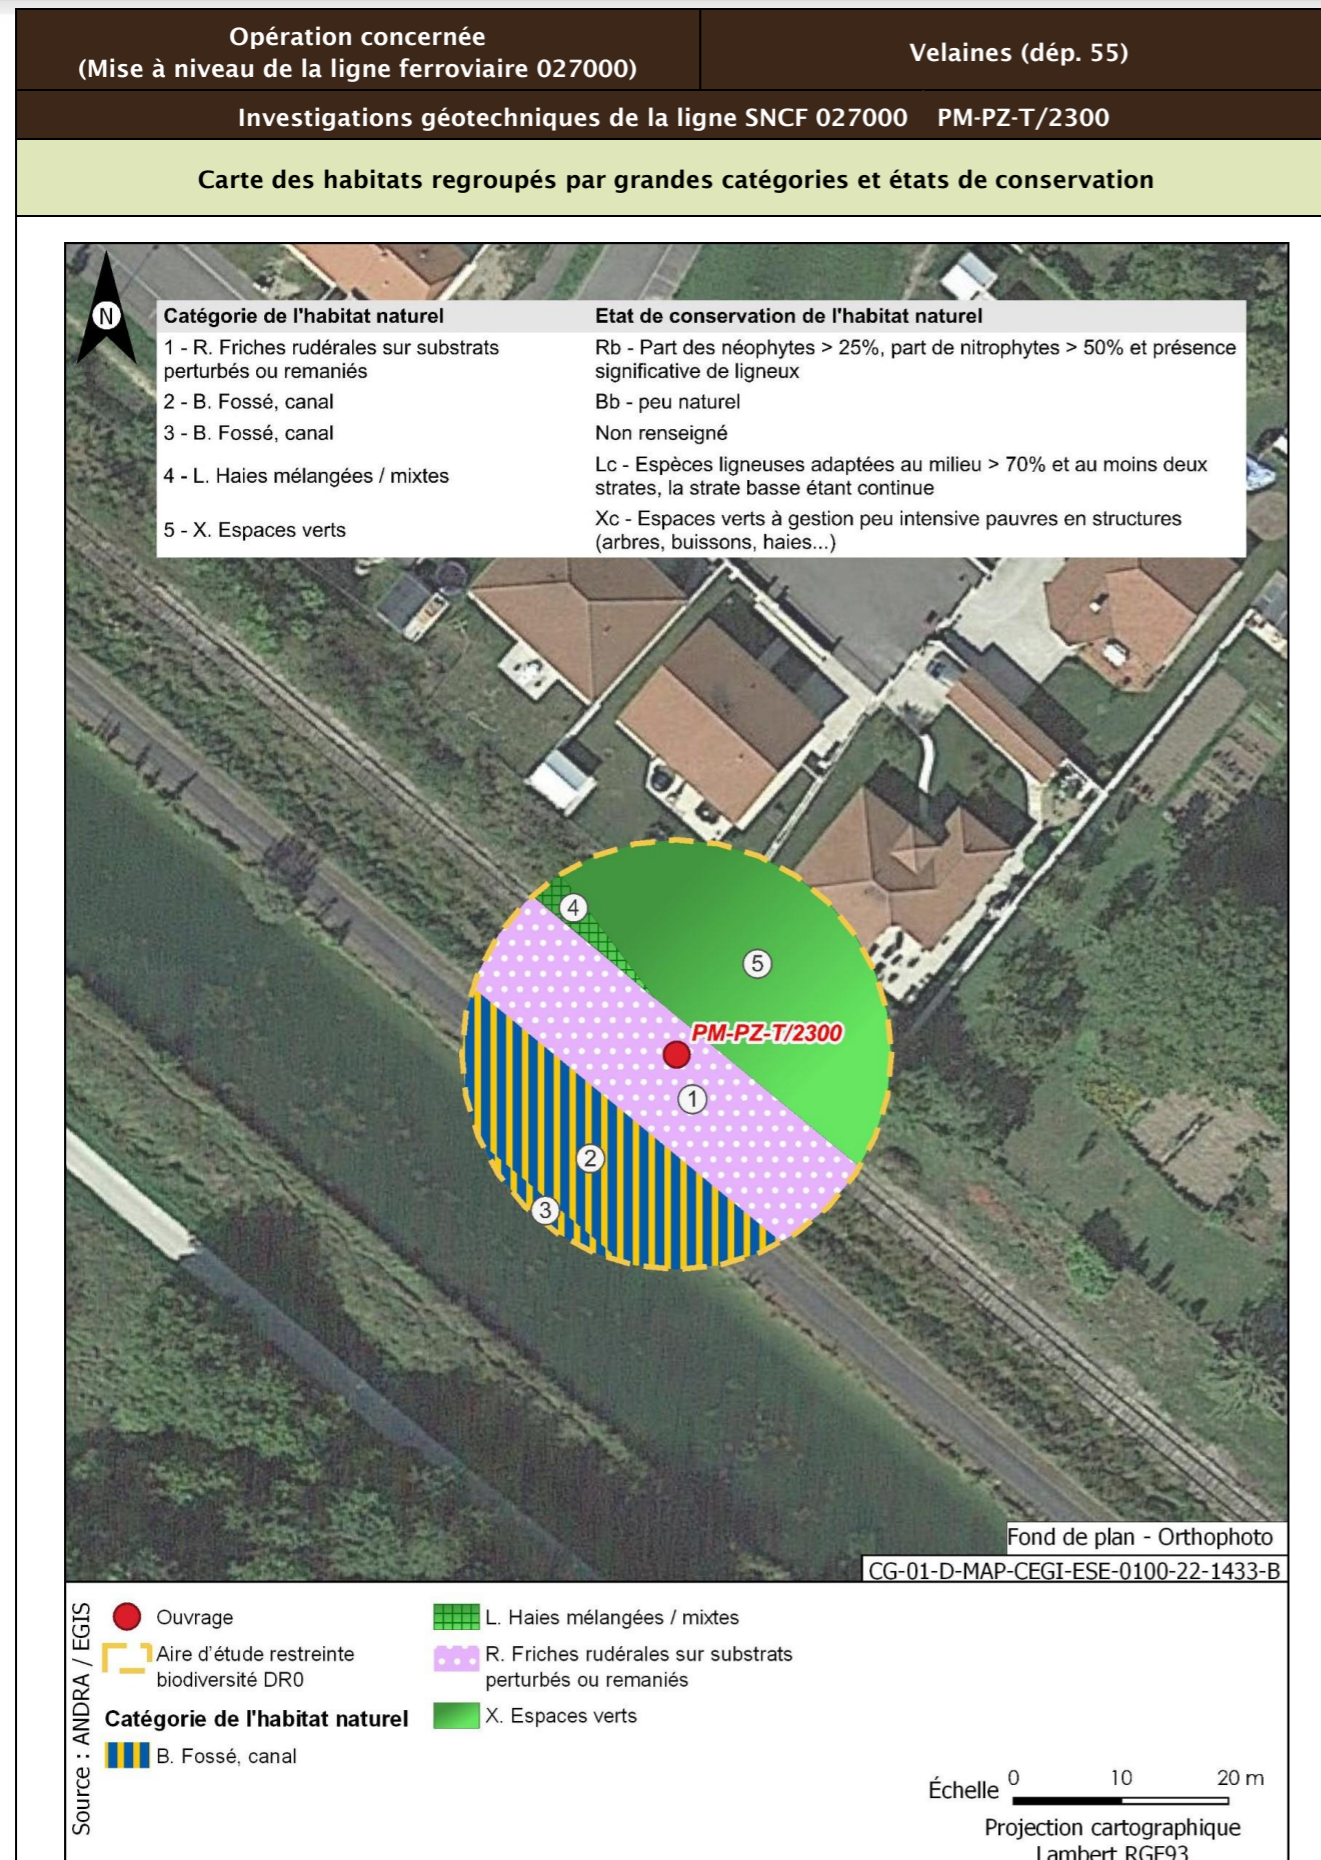 Opération concernée
(Mise à niveau de la ligne ferroviaire 027000)
Velaines (dép. 55)
Investigations géotechniques de la ligne SNCF 027000 PM-PZ-T/2300
Carte des habitats regroupés par grandes catégories et états de conservation
N
Catégorie de l'habitat naturel
Etat de conservation de l'habitat naturel
1 - R. Friches rudérales sur substrats
perturbés ou remaniés
Rb - Part des néophytes > 25%, part de nitrophytes > 50% et présence
significative de ligneux
2 - B. Fossé, canal
Bb - peu naturel
3 - B. Fossé, canal
Non renseigné
4 - L. Haies mélangées / mixtes
Lc - Espèces ligneuses adaptées au milieu > 70% et au moins deux
strates, la strate basse étant continue
5 - X. Espaces verts
Xc - Espaces verts à gestion peu intensive pauvres en structures
(arbres, buissons, haies...)
4
5
PM-PZ-T/2300
1
2
3
Fond de plan - Orthophoto
CG-01-D-MAP-CEGI-ESE-0100-22-1433-B
Source : ANDRA / EGIS
Ouvrage
Aire d'étude restreinte
biodiversité DR0
Catégorie de l'habitat naturel
B. Fossé, canal
L. Haies mélangées / mixtes
R. Friches rudérales sur substrats
perturbés ou remaniés
X. Espaces verts
Échelle 0 10 20 m
Projection cartographique
Lambert RGF93